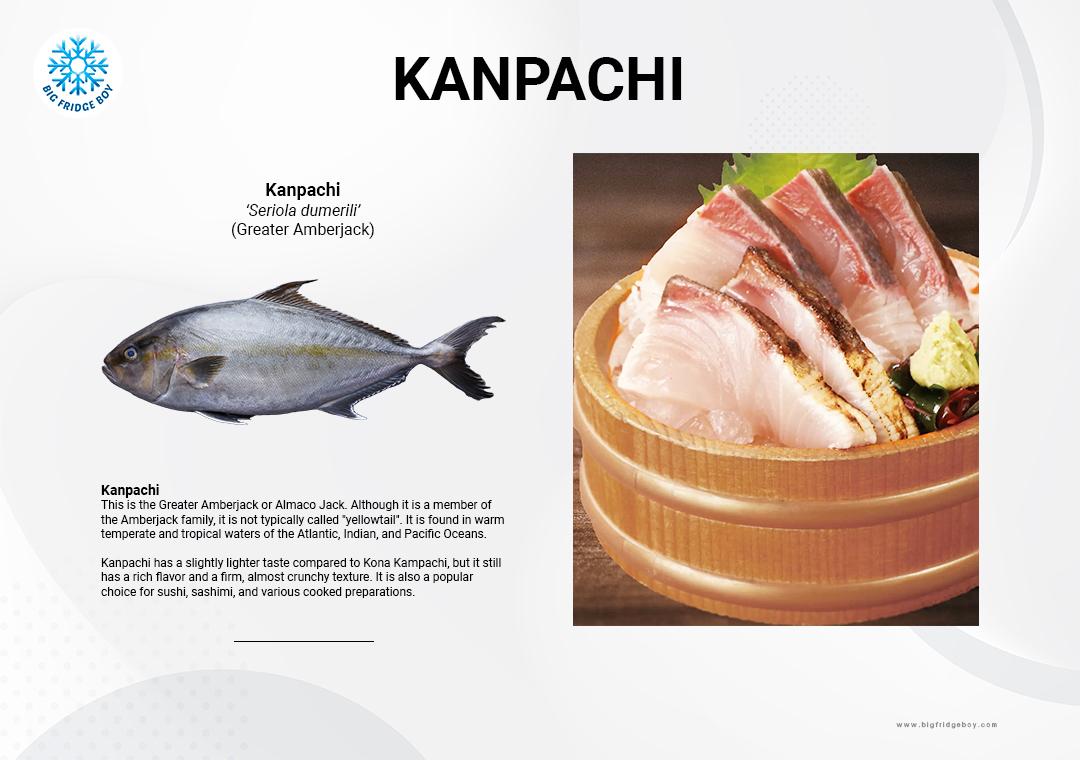 BIG FRIDGE BOY
KANPACHI
Kanpachi
‘Seriola dumerili’
(Greater Amberjack)
Kanpachi
This is the Greater Amberjack or Almaco Jack. Although it is a member of
the Amberjack family, it is not typically called "yellowtail". It is found in warm
temperate and tropical waters of the Atlantic, Indian, and Pacific Oceans.
Kanpachi has a slightly lighter taste compared to Kona Kampachi, but it still
has a rich flavor and a firm, almost crunchy texture. It is also a popular
choice for sushi, sashimi, and various cooked preparations.
www.bigfridgeboy.com